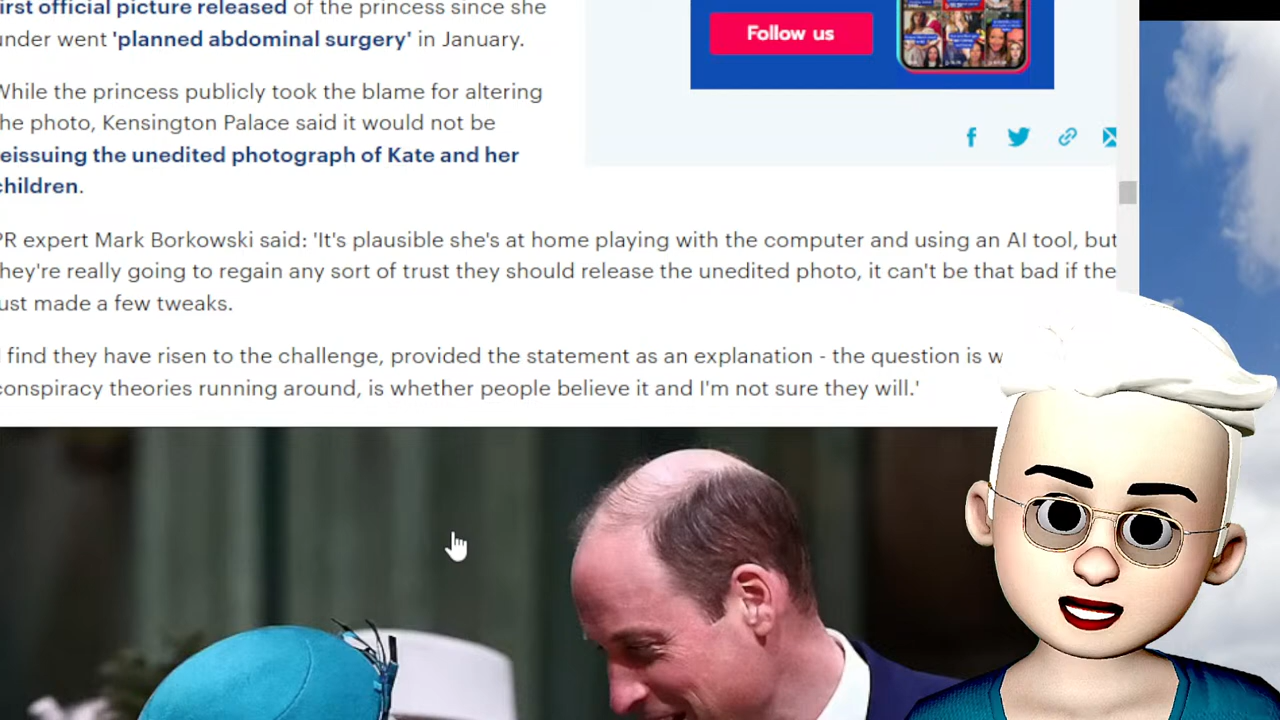 irst official picture released of the princess since she
under went 'planned abdominal surgery' in January.
While the princess publicly took the blame for altering
he photo, Kensington Palace said it would not be
eissuing the unedited photograph of Kate and her
children.
PR expert Mark Borkowski said: 'It's plausible she's at home playing with the computer and using an AI tool, but
hey're really going to regain any sort of trust they should release the unedited photo, it can't be that bad if the
ust made a few tweaks.
I find they have risen to the challenge, provided the statement as an explanation - the question is w
conspiracy theories running around, is whether people believe it and I'm not sure they will.'
Follow us